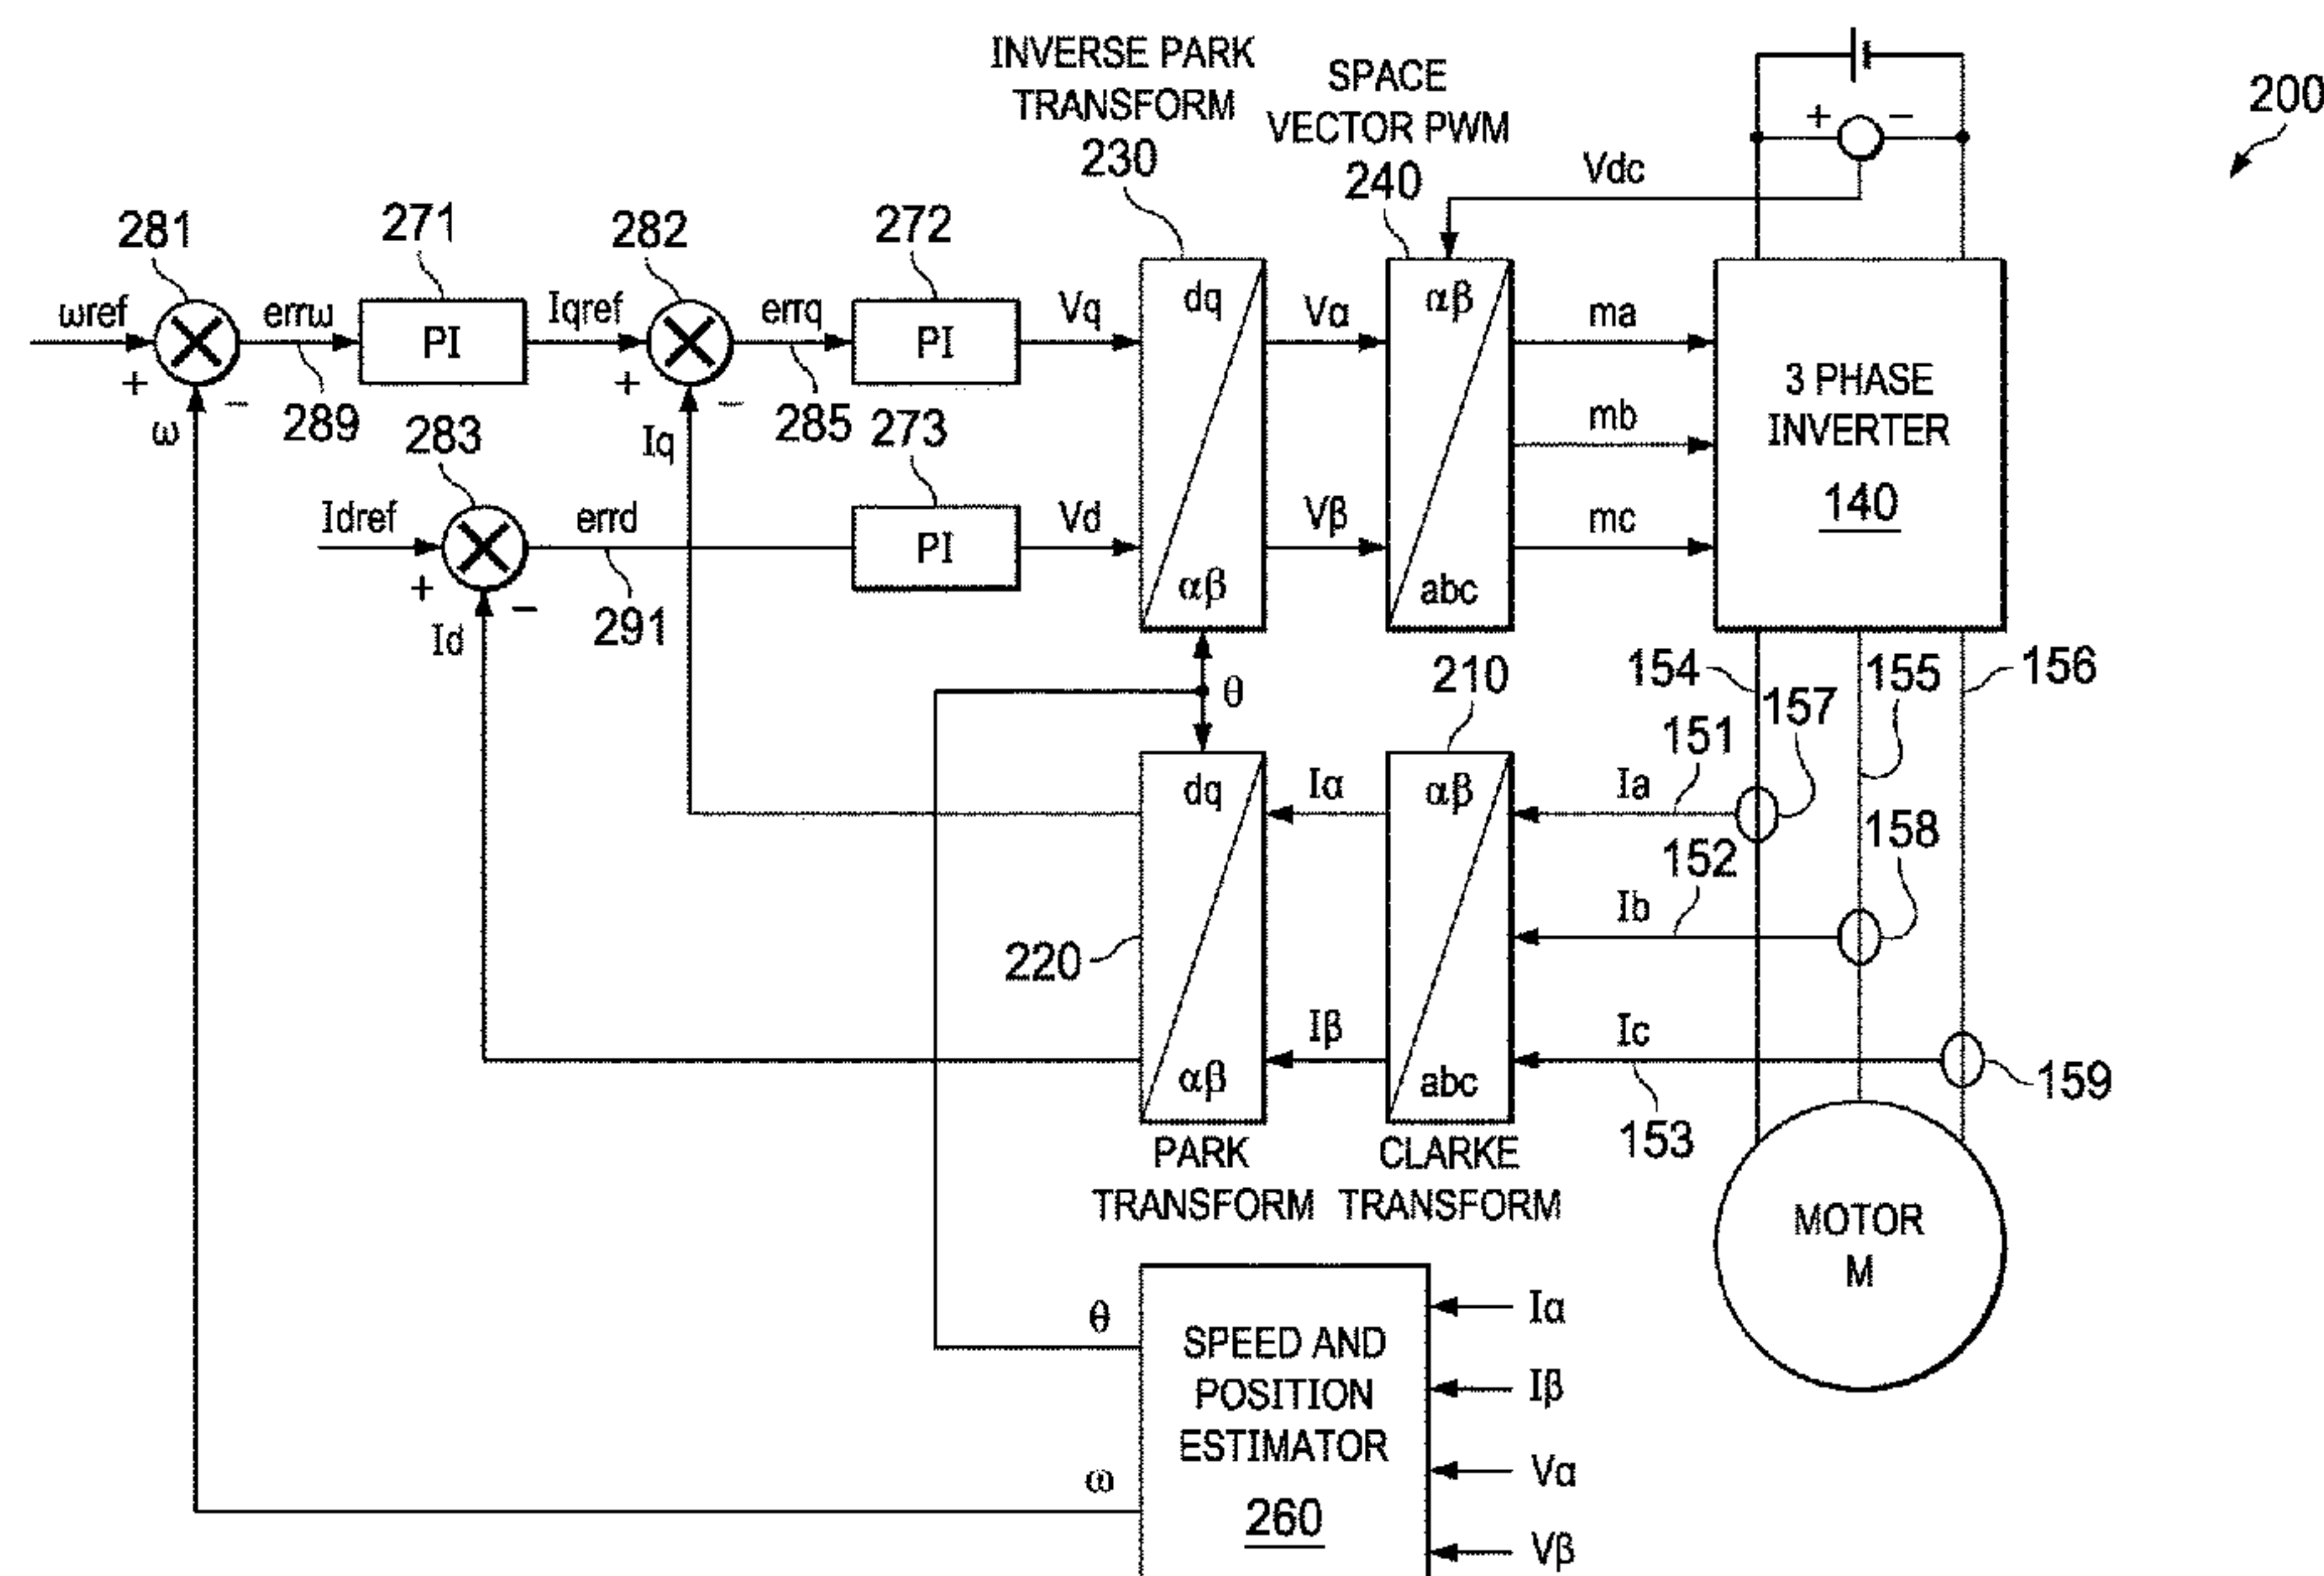 INVERSE PARK
TRANSFORM
230
SPACE
VECTOR PWM
240
Vdc
+ −
200
281
271
282
272
ωref
errω
PI
Iqref
errq
PI
Vq
dq
αβ
Vα
αβ
abc
ma
mb
mc
3 PHASE
INVERTER
140
+ −
ω
289
283
+ −
Iq
285
273
Idref
errd
PI
Vd
Vβ
+ −
Id
291
θ
210
154
157
155
156
151
158
152
dq
αβ
Iα
αβ
abc
Ia
Ib
220
Iβ
Ic
153
159
PARK
TRANSFORM
CLARKE
TRANSFORM
MOTOR
M
θ
ω
SPEED AND
POSITION
ESTIMATOR
260
Iα
Iβ
Vα
Vβ